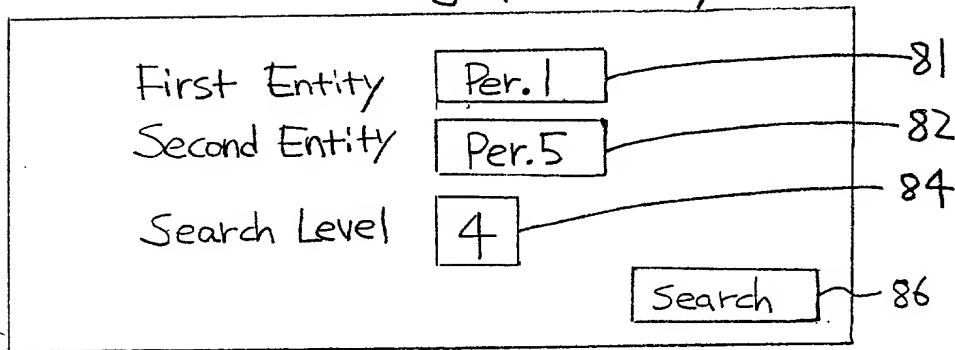 First Entity Per.1 81
Second Entity Per.5 82
Search Level 4 84
Search 86